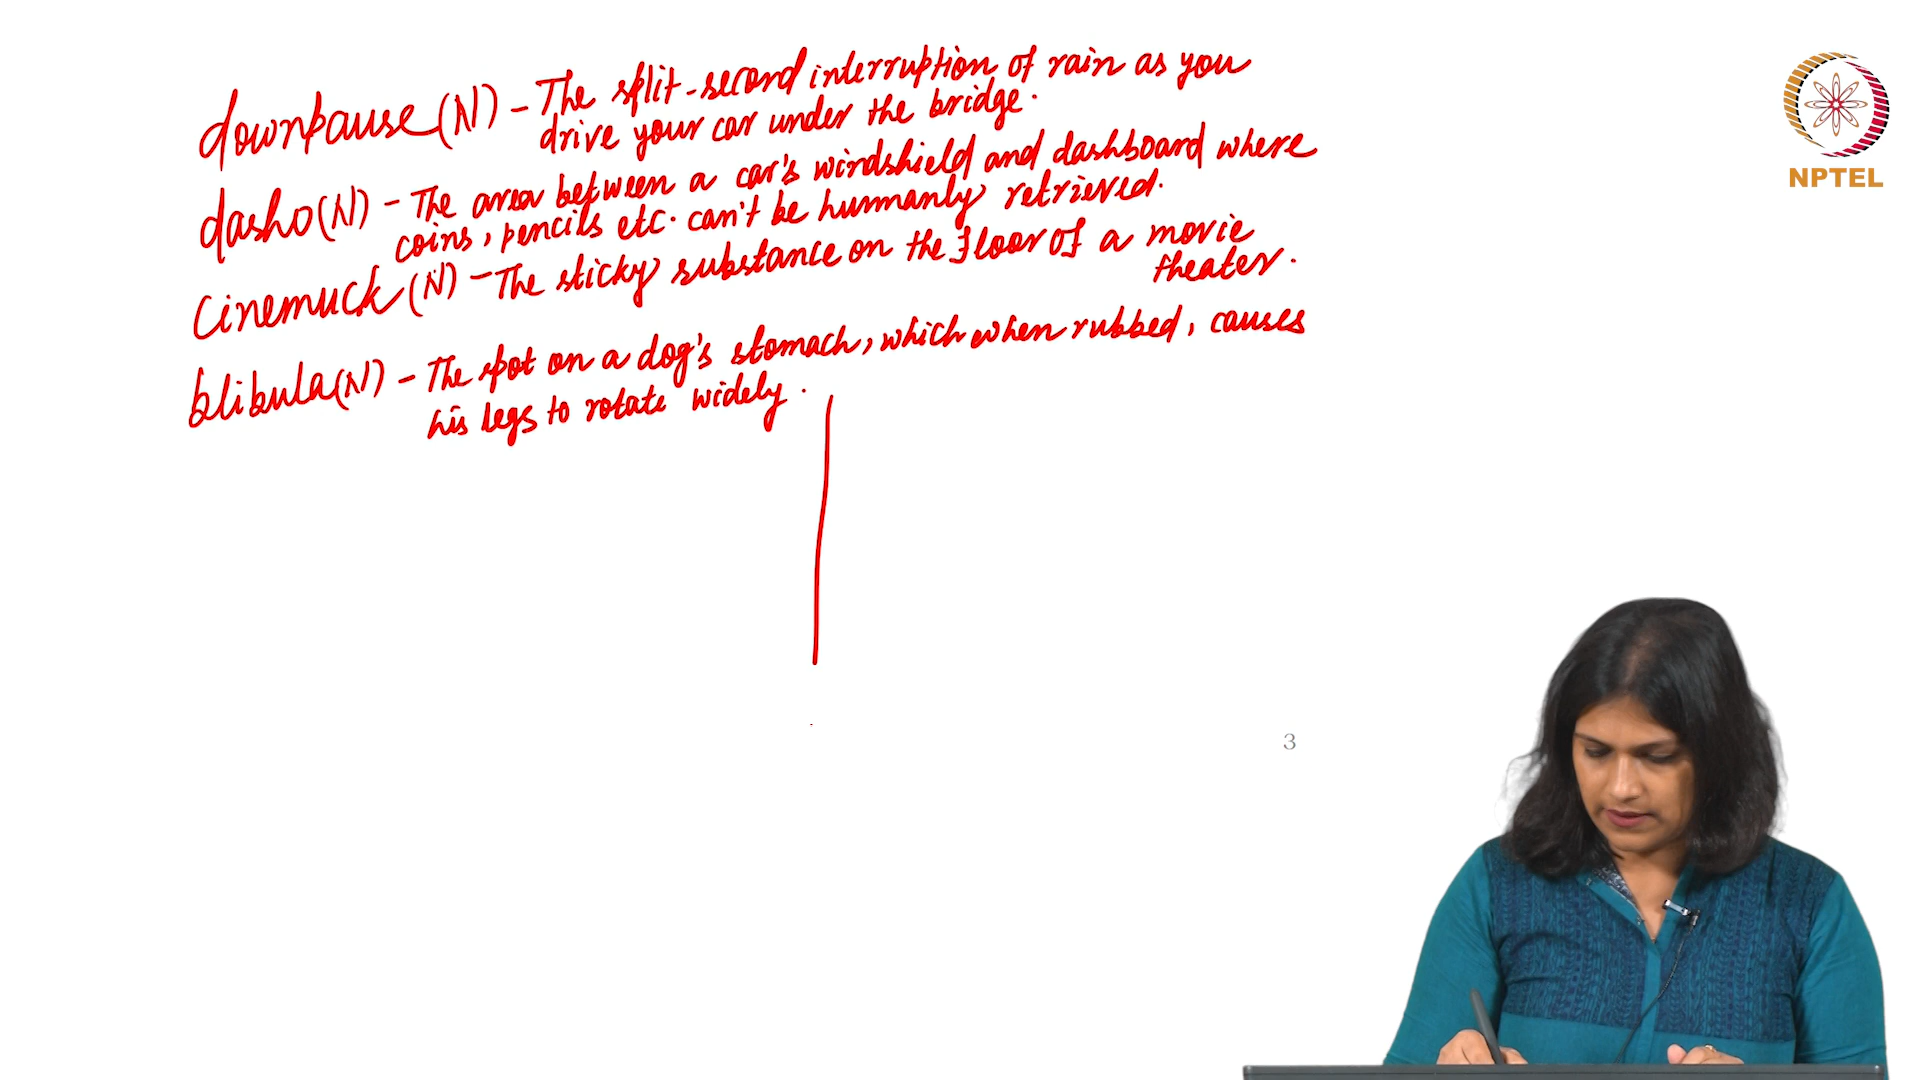 downpause (N) - The split-second interruption of rain as you
drive your car under the bridge.
dasho (N) - The area between a car's windshield and dashboard where
coins, pencils etc. can't be humanly retrieved.
Cinemuck (N) - The sticky substance on the floor of a movie
theater.
blibula (N) - The spot on a dog's stomach, which when rubbed, causes
his legs to rotate widely.
NPTEL
3